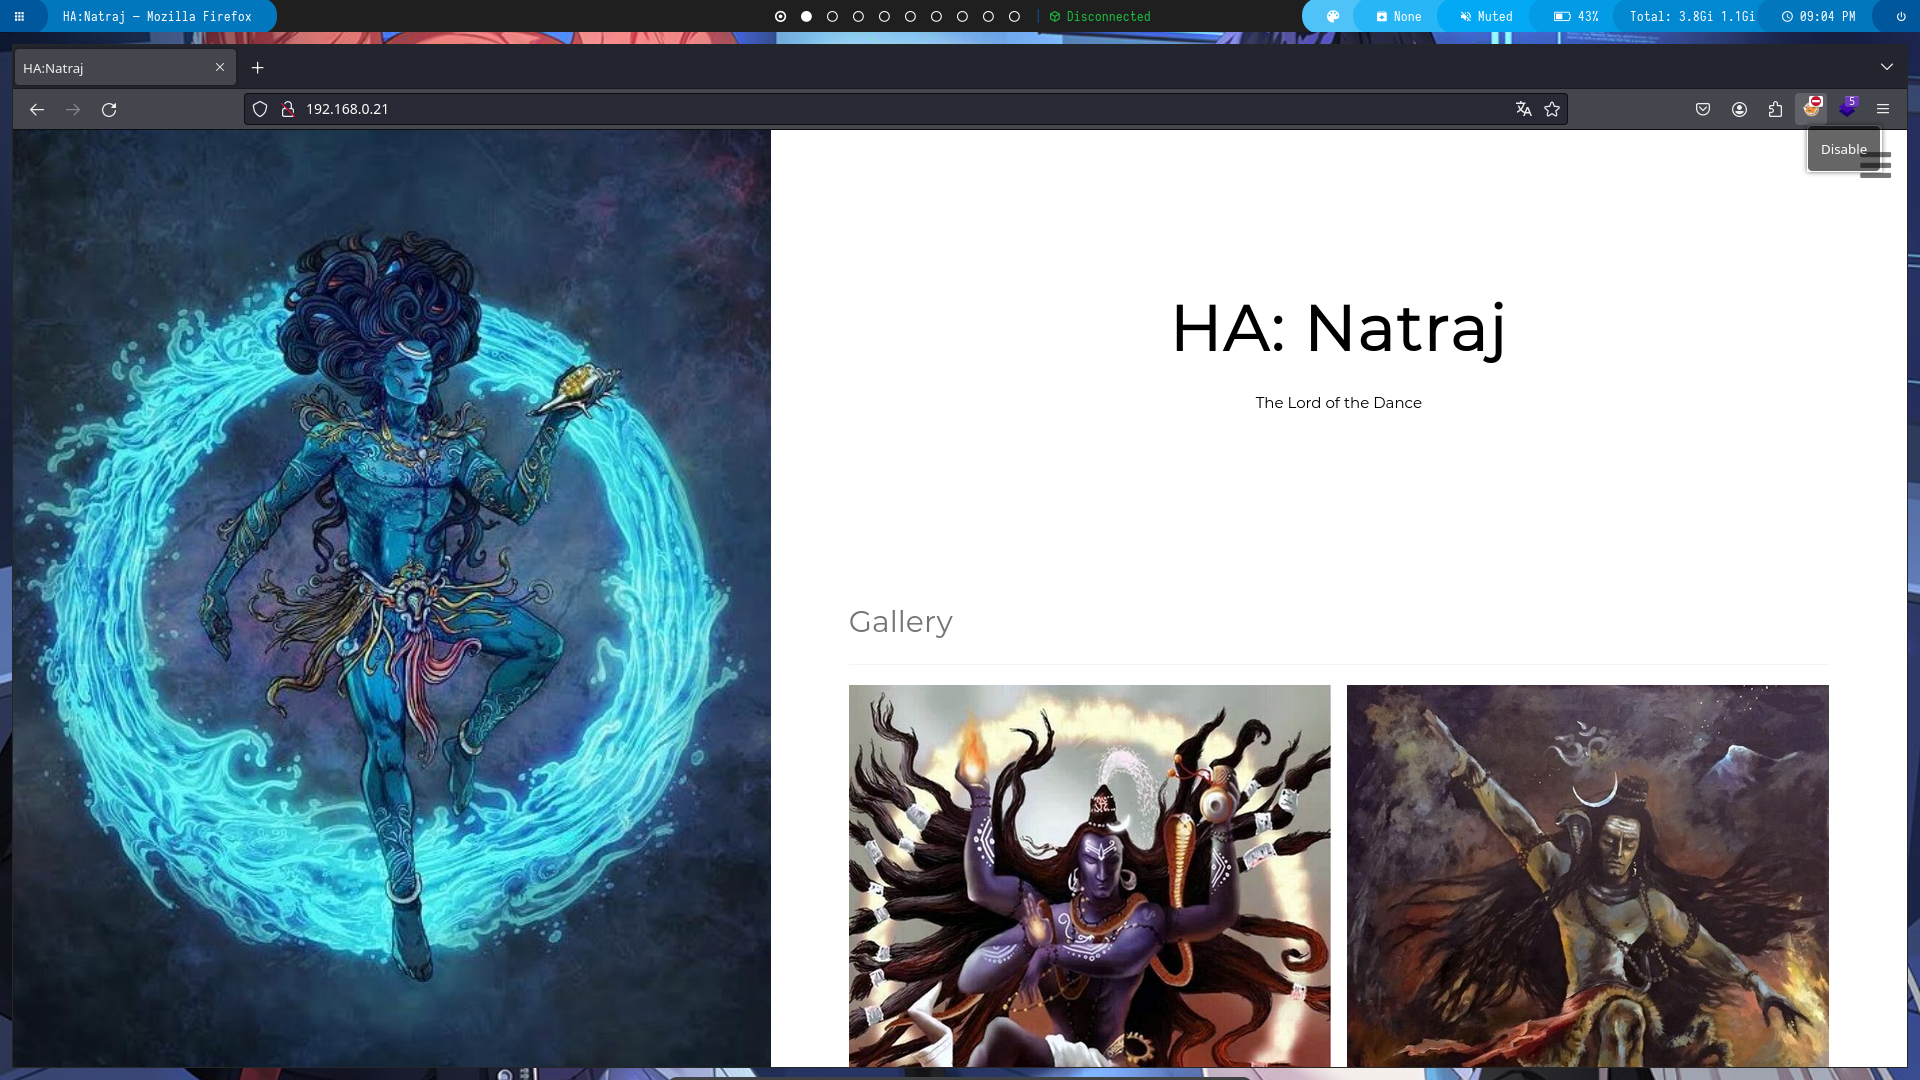 HA:Natraj — Mozilla Firefox
Disconnected
None
Muted
43%
Total: 3.8Gi 1.1Gi
09:04 PM
HA:Natraj
192.168.0.21
5
Disable
HA: Natraj
The Lord of the Dance
Gallery